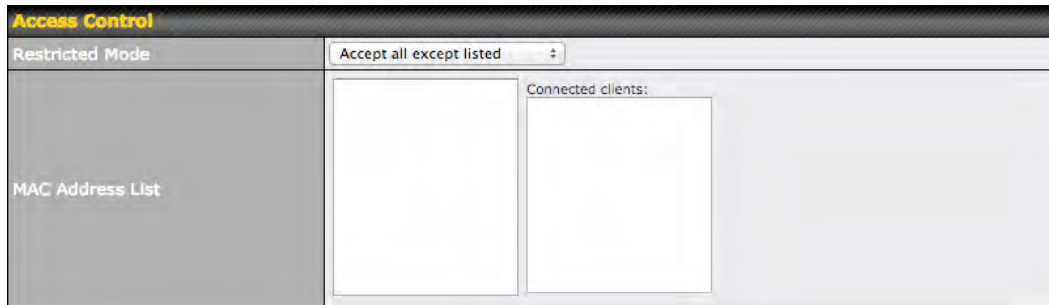 Access Control
Restricted Mode
Accept all except listed
Connected clients:
MAC Address List